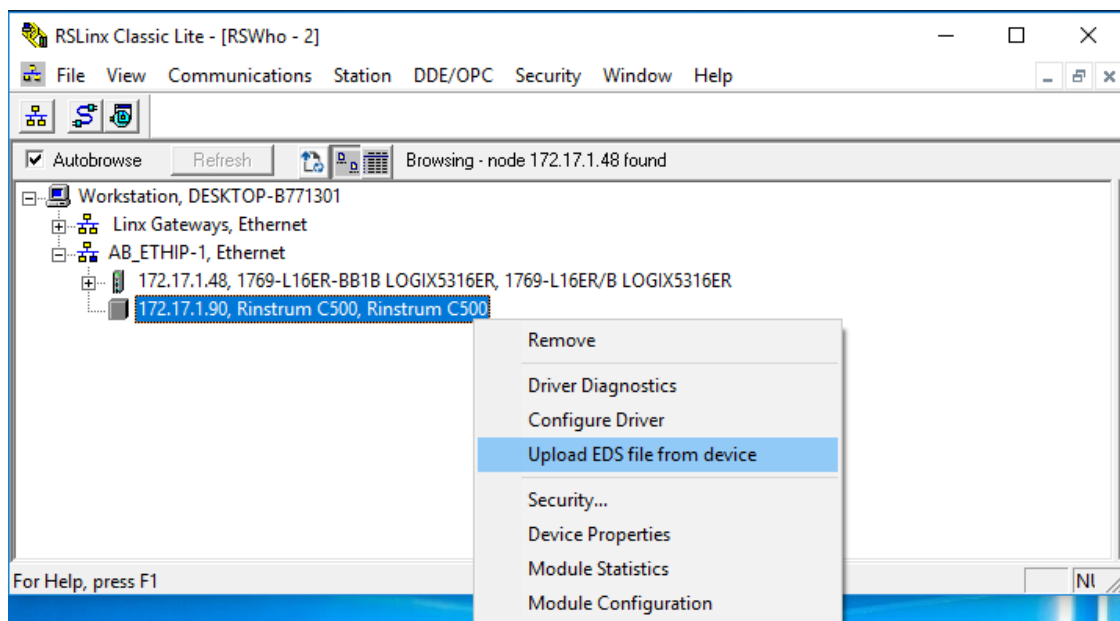 RSLinx Classic Lite - [RSWho - 2]
File View Communications Station DDE/OPC Security Window Help
Autobrowse Refresh Browsing - node 172.17.1.48 found
Workstation, DESKTOP-B771301
Linx Gateways, Ethernet
AB_ETHIP-1, Ethernet
172.17.1.48, 1769-L16ER-BB1B LOGIX5316ER, 1769-L16ER/B LOGIX5316ER
172.17.1.90, Rinstrum C500, Rinstrum C500
Remove
Driver Diagnostics
Configure Driver
Upload EDS file from device
Security...
Device Properties
Module Statistics
Module Configuration
For Help, press F1